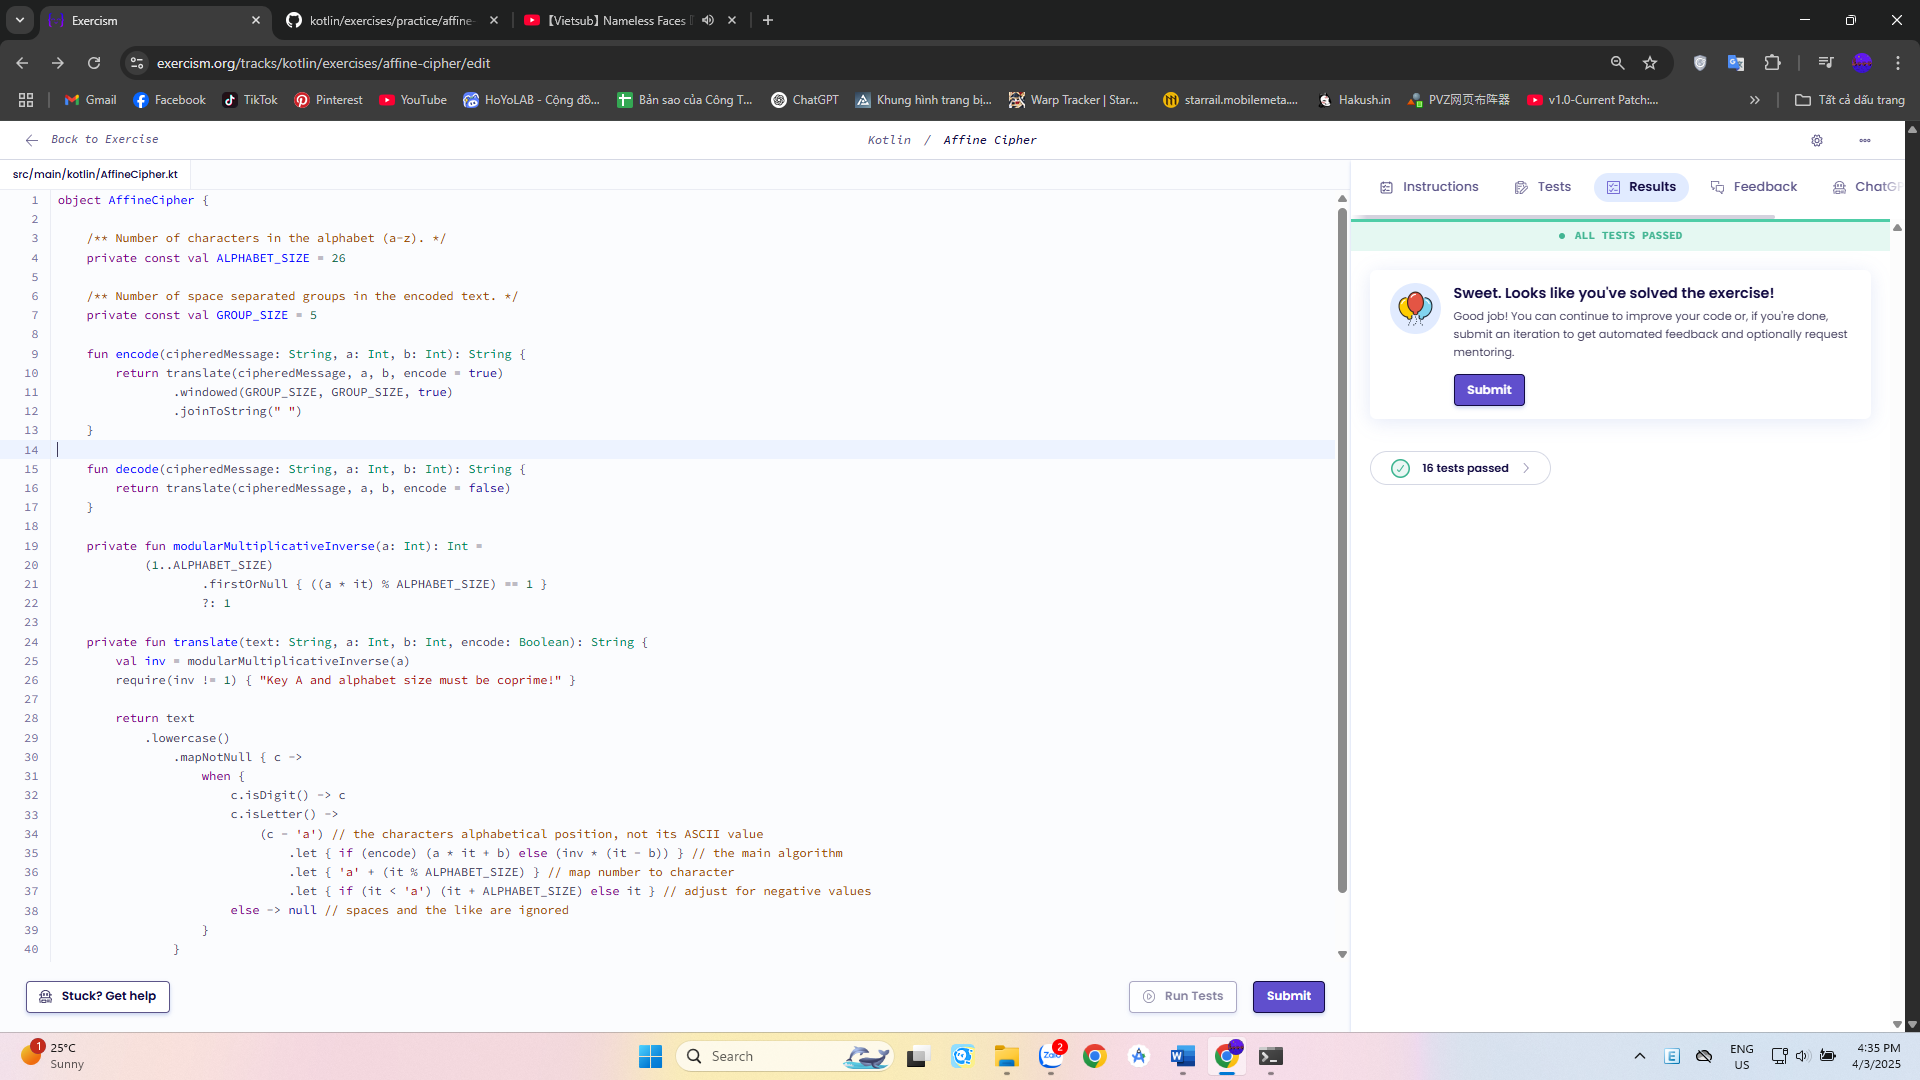 Exercism
kotlin/exercises/practice/affine-
【Vietsub】Nameless Faces
exercism.org/tracks/kotlin/exercises/affine-cipher/edit
Gmail
Facebook
TikTok
Pinterest
YouTube
HoYoLAB - Cộng đồ...
Bản sao của Công T...
ChatGPT
Khung hình trang bị...
Warp Tracker | Star...
starrail.mobilemeta....
Hakush.in
PVZ网页布阵器
v1.0-Current Patch:...
Tất cả dấu trang
Back to Exercise
Kotlin / Affine Cipher
src/main/kotlin/AffineCipher.kt
1 object AffineCipher {
2
3 /** Number of characters in the alphabet (a-z). */
4 private const val ALPHABET_SIZE = 26
5
6 /** Number of space separated groups in the encoded text. */
7 private const val GROUP_SIZE = 5
8
9 fun encode(cipheredMessage: String, a: Int, b: Int): String {
10 return translate(cipheredMessage, a, b, encode = true)
11 .windowed(GROUP_SIZE, GROUP_SIZE, true)
12 .joinToString(" ")
13 }
14
15 fun decode(cipheredMessage: String, a: Int, b: Int): String {
16 return translate(cipheredMessage, a, b, encode = false)
17 }
18
19 private fun modularMultiplicativeInverse(a: Int): Int =
20 (1..ALPHABET_SIZE)
21 .firstOrNull { ((a * it) % ALPHABET_SIZE) == 1 }
22 ?: 1
23
24 private fun translate(text: String, a: Int, b: Int, encode: Boolean): String {
25 val inv = modularMultiplicativeInverse(a)
26 require(inv != 1) { "Key A and alphabet size must be coprime!" }
27
28 return text
29 .lowercase()
30 .mapNotNull { c ->
31 when {
32 c.isDigit() -> c
33 c.isLetter() ->
34 (c - 'a') // the characters alphabetical position, not its ASCII value
35 .let { if (encode) (a * it + b) else (inv * (it - b)) } // the main algorithm
36 .let { 'a' + (it % ALPHABET_SIZE) } // map number to character
37 .let { if (it < 'a') (it + ALPHABET_SIZE) else it } // adjust for negative values
38 else -> null // spaces and the like are ignored
39 }
40 }
Instructions
Tests
Results
Feedback
ChatGP
ALL TESTS PASSED
Sweet. Looks like you've solved the exercise!
Good job! You can continue to improve your code or, if you're done,
submit an iteration to get automated feedback and optionally request
mentoring.
Submit
16 tests passed
Stuck? Get help
Run Tests
Submit
1
25°C
Sunny
Search
Zalo
2
ENG
US
4:35 PM
4/3/2025